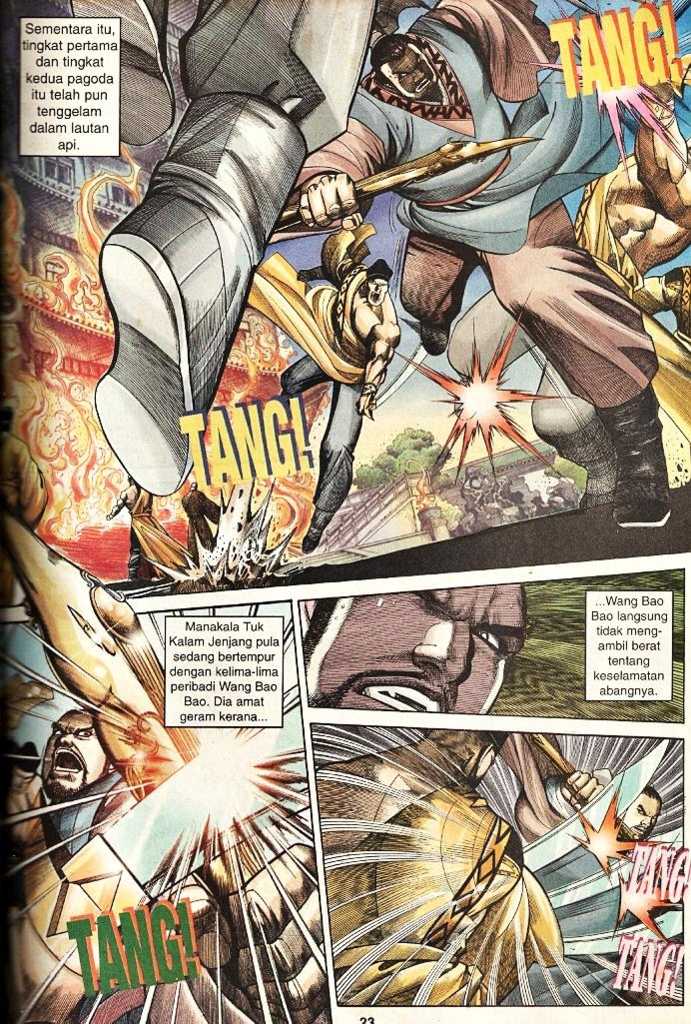 Sementara itu,
tingkat pertama
dan tingkat
kedua pagoda
itu telah pun
tenggelam
dalam lautan
api.
TANG!
TANG!
Manakala Tuk
Kalam Jenjang pula
sedang bertempur
dengan kelima-lima
peribadi Wang Bao
Bao. Dia amat
geram kerana...
...Wang Bao
Bao langsung
tidak meng-
ambil berat
tentang
keselamatan
abangnya.
TANG!
TANG!
TANG!
23